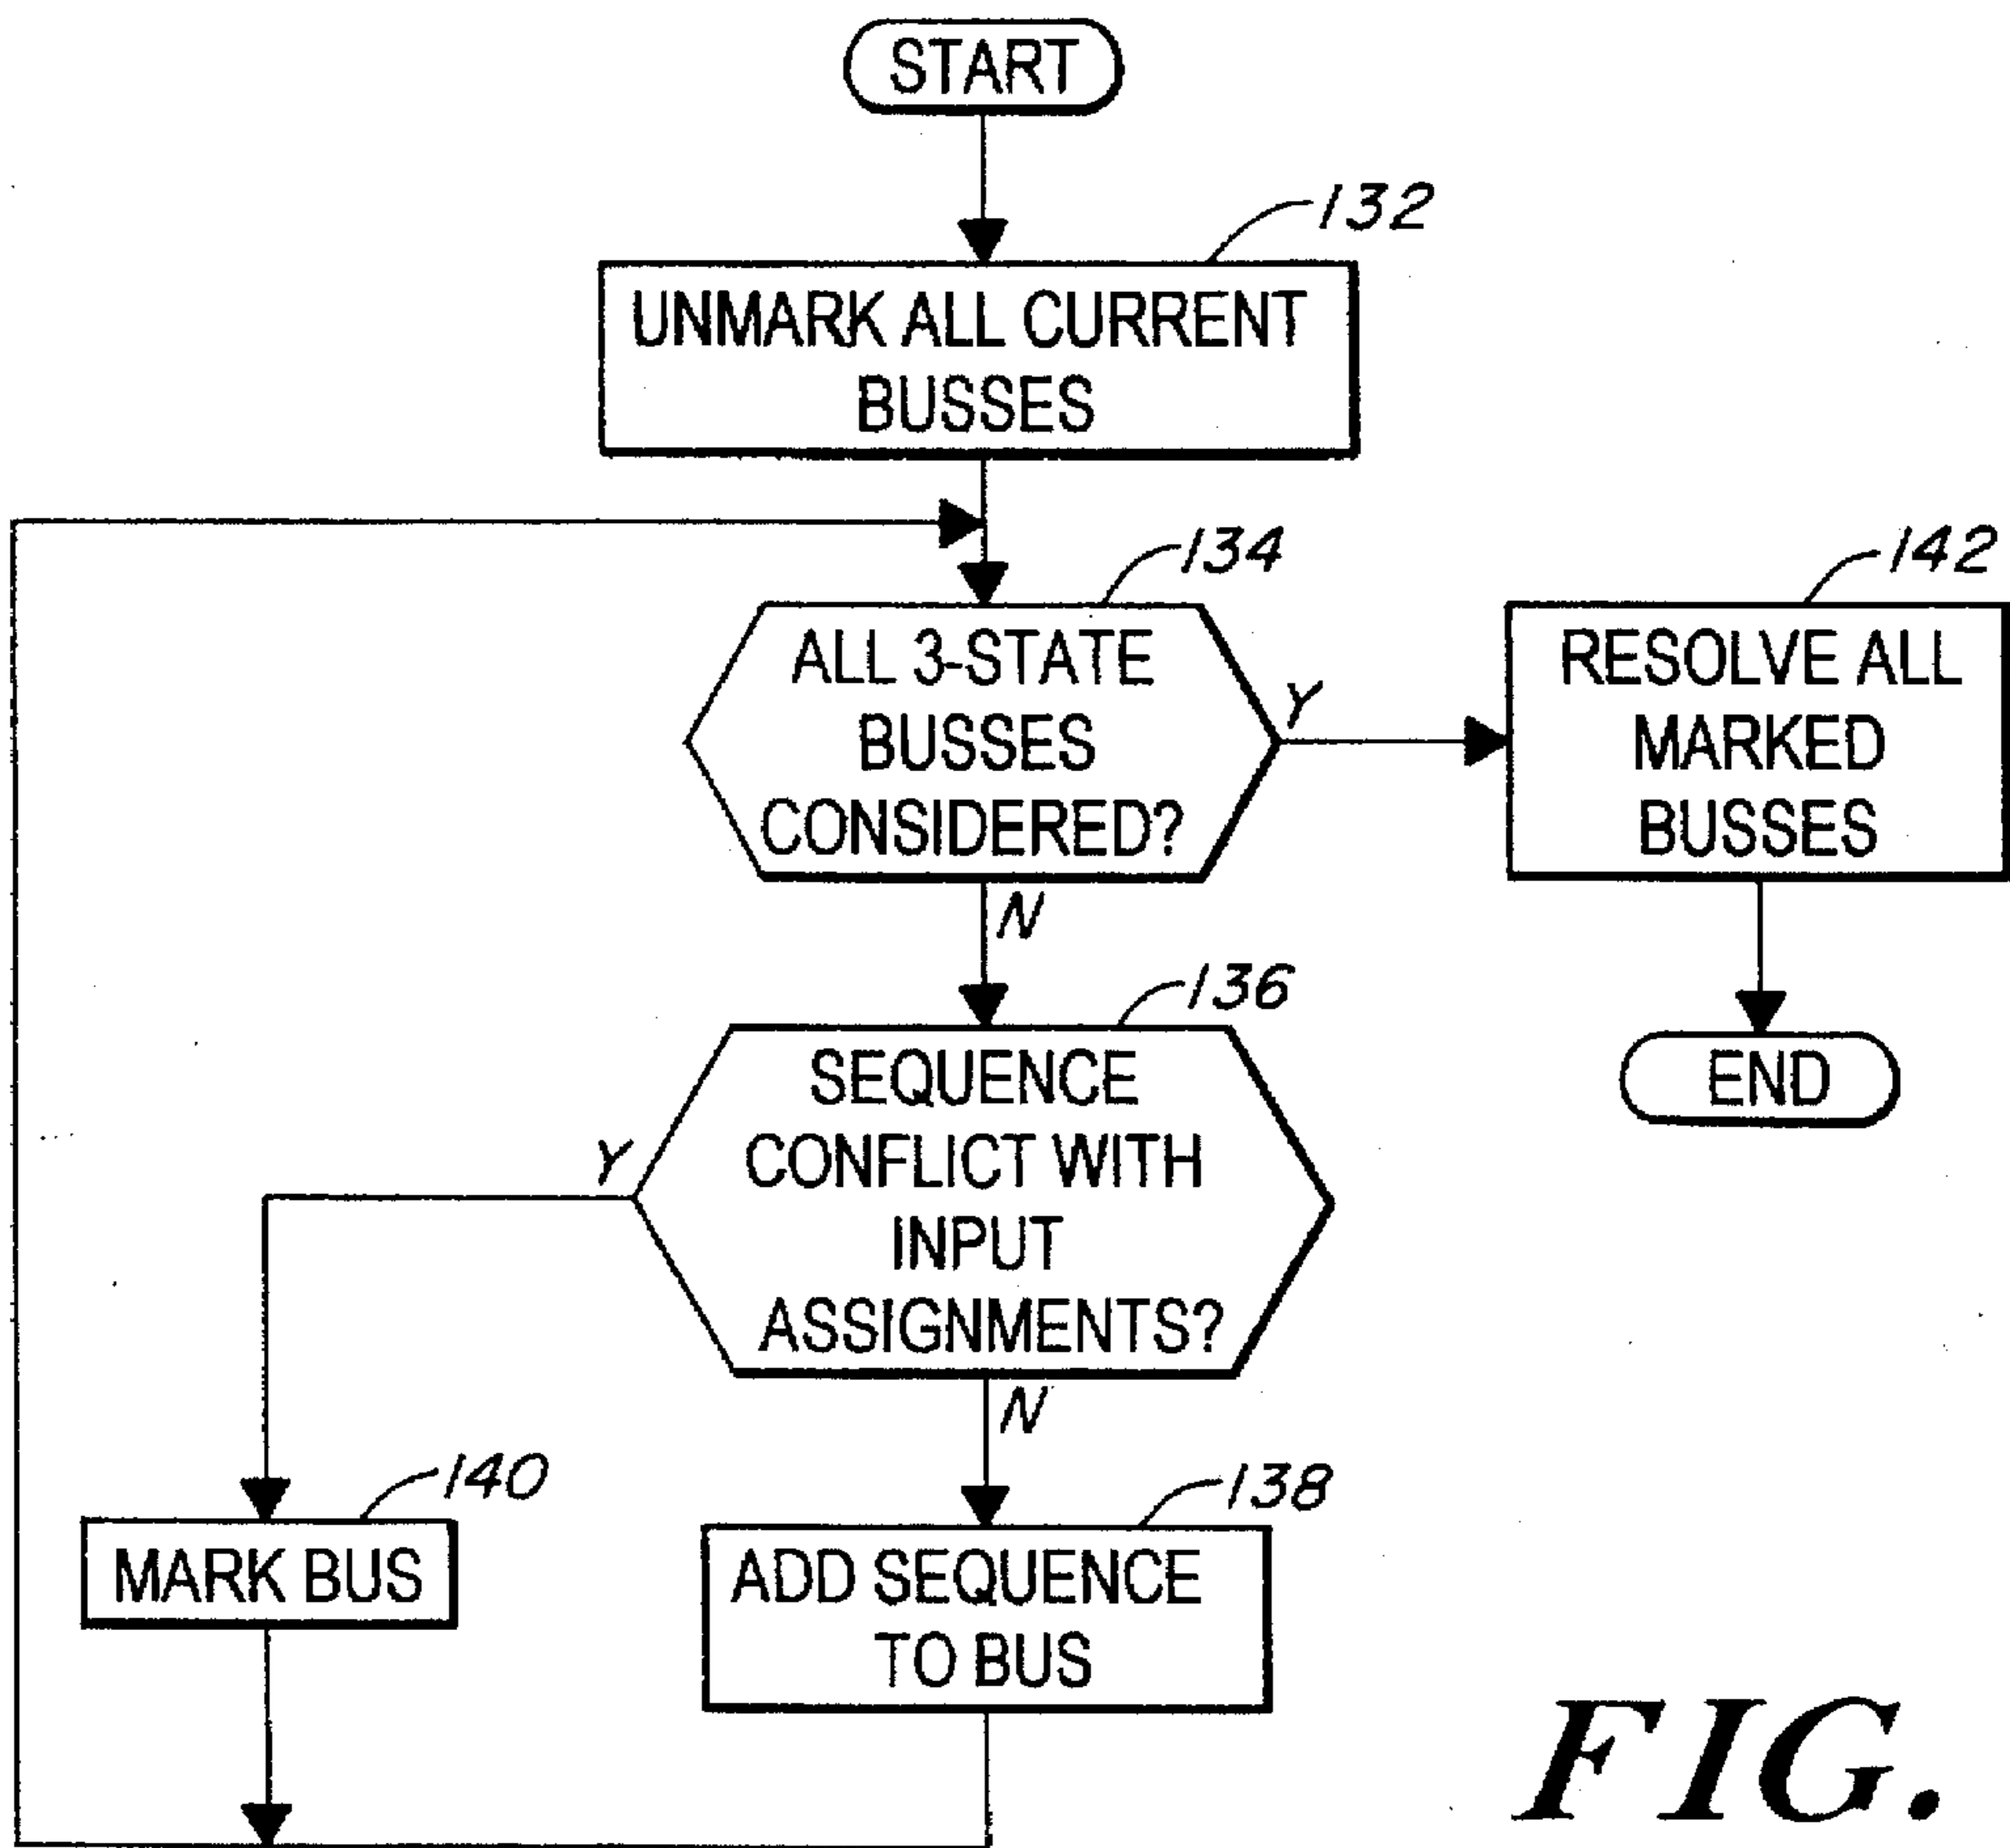 START
132
UNMARK ALL CURRENT
BUSSES
134
ALL 3-STATE
BUSSES
CONSIDERED?
Y
142
RESOLVE ALL
MARKED
BUSSES
N
136
SEQUENCE
CONFLICT WITH
INPUT
ASSIGNMENTS?
Y
END
N
140
MARK BUS
138
ADD SEQUENCE
TO BUS
FIG.